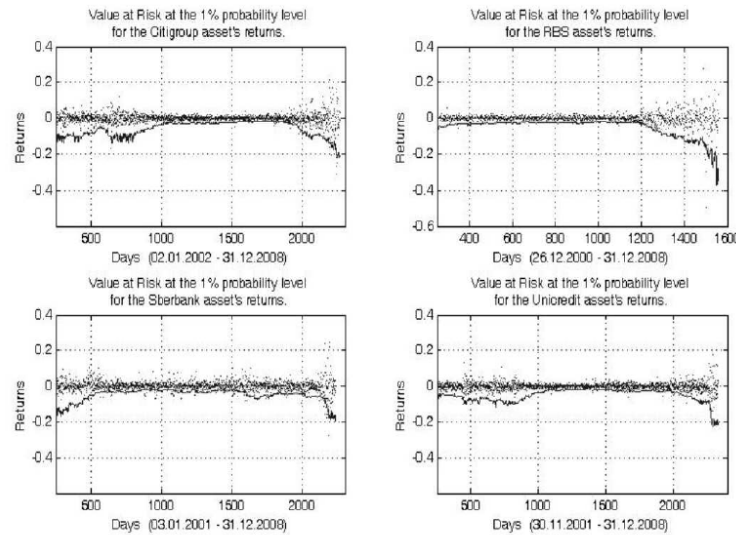 Value at Risk at the 1% probability level
for the Citigroup asset's returns.
0.4
0.2
0
-0.2
-0.4
Returns
500
1000
1500
2000
Days (02.01.2002 - 31.12.2008)
Value at Risk at the 1% probability level
for the RBS asset's returns.
0.4
0.2
0
-0.2
-0.4
-0.6
Returns
400
600
800
1000
1200
1400
1600
Days (26.12.2000 - 31.12.2008)
Value at Risk at the 1% probability level
for the Sberbank asset's returns.
0.4
0.2
0
-0.2
-0.4
Returns
500
1000
1500
2000
Days (03.01.2001 - 31.12.2008)
Value at Risk at the 1% probability level
for the Unicredit asset's returns.
0.4
0.2
0
-0.2
-0.4
Returns
500
1000
1500
2000
Days (30.11.2001 - 31.12.2008)